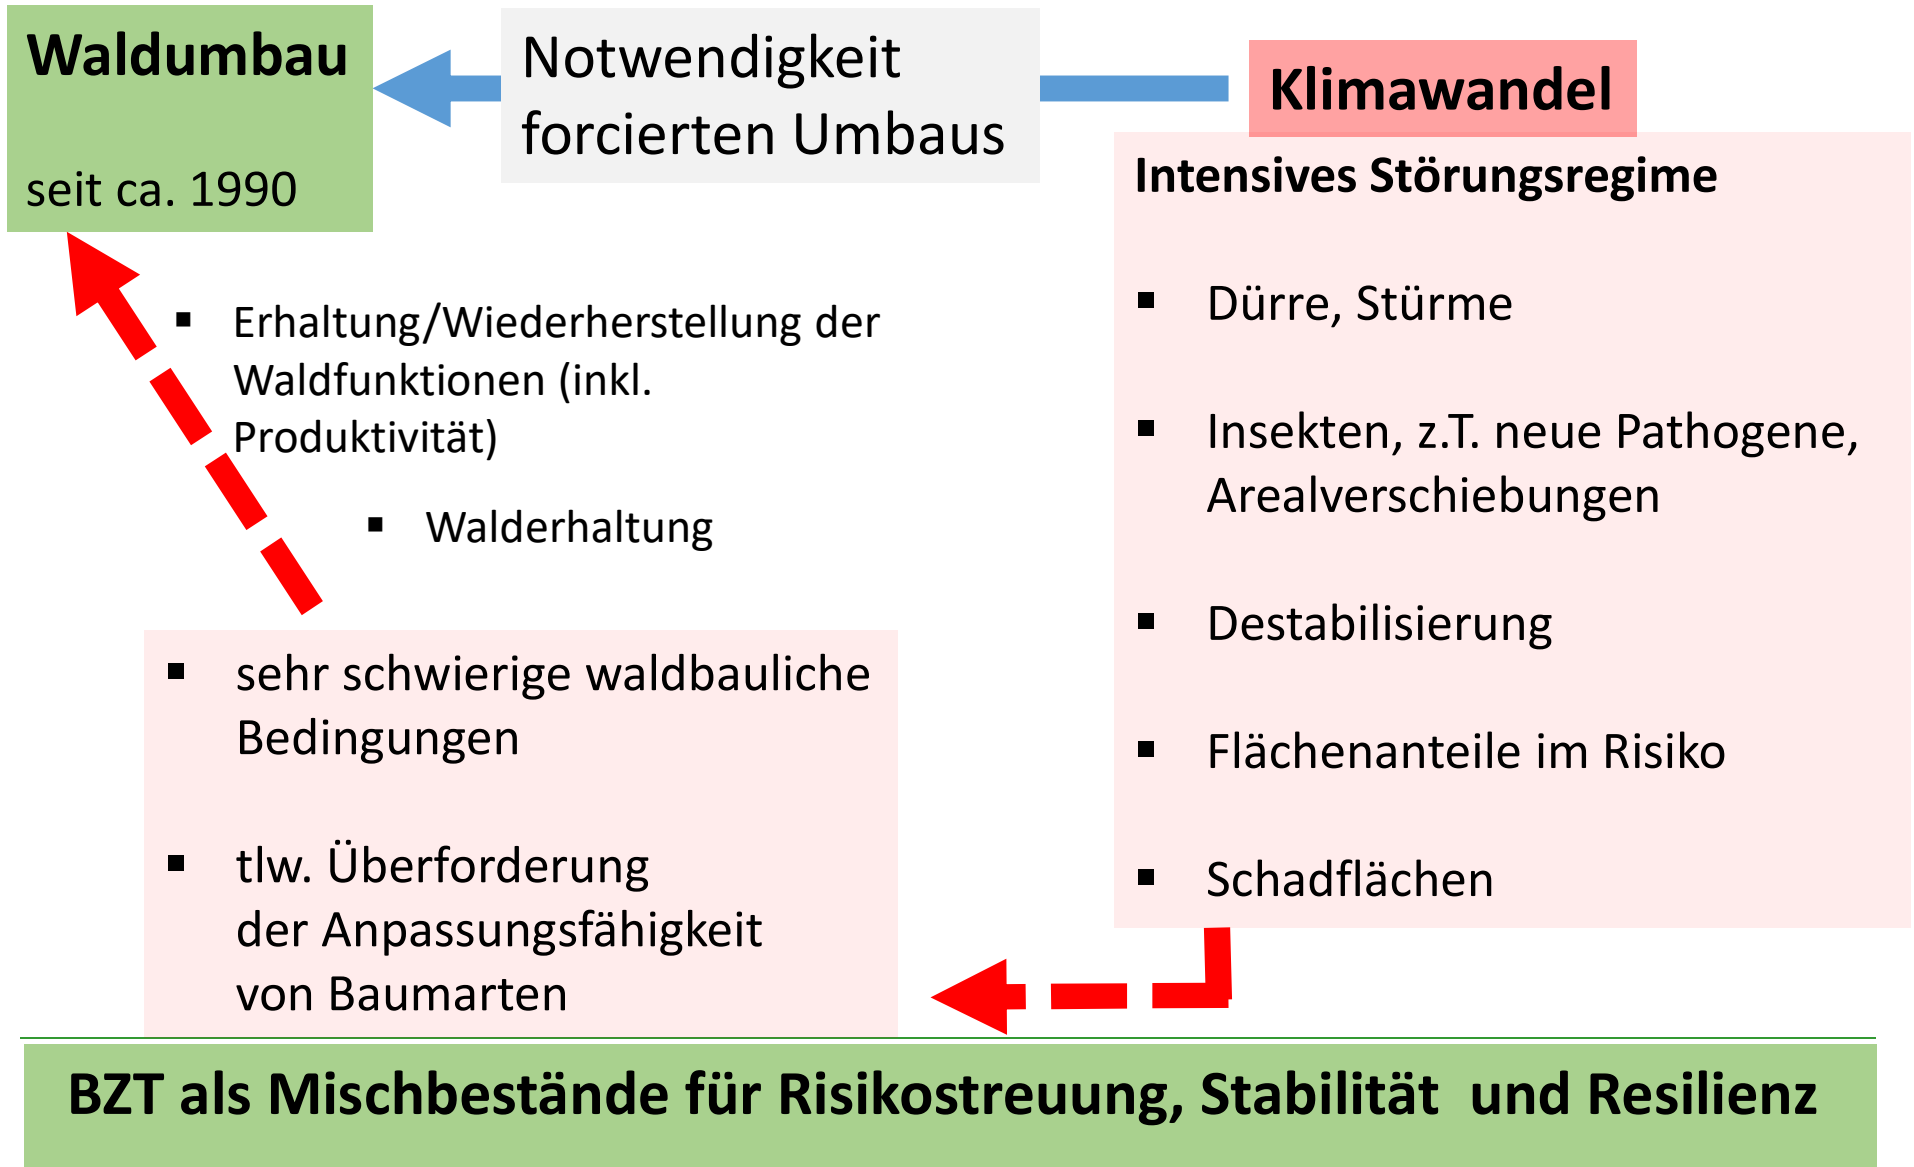 Waldumbau
seit ca. 1990
Notwendigkeit
forcierten Umbaus
Klimawandel
Intensives Störungsregime
▪ Dürre, Stürme
▪ Insekten, z.T. neue Pathogene,
Arealverschiebungen
▪ Destabilisierung
▪ Flächenanteile im Risiko
▪ Schadflächen
▪ Erhaltung/Wiederherstellung der
Waldfunktionen (inkl.
Produktivität)
▪ Walderhaltung
▪ sehr schwierige waldbauliche
Bedingungen
▪ tlw. Überforderung
der Anpassungsfähigkeit
von Baumarten
BZT als Mischbestände für Risikostreuung, Stabilität  und Resilienz